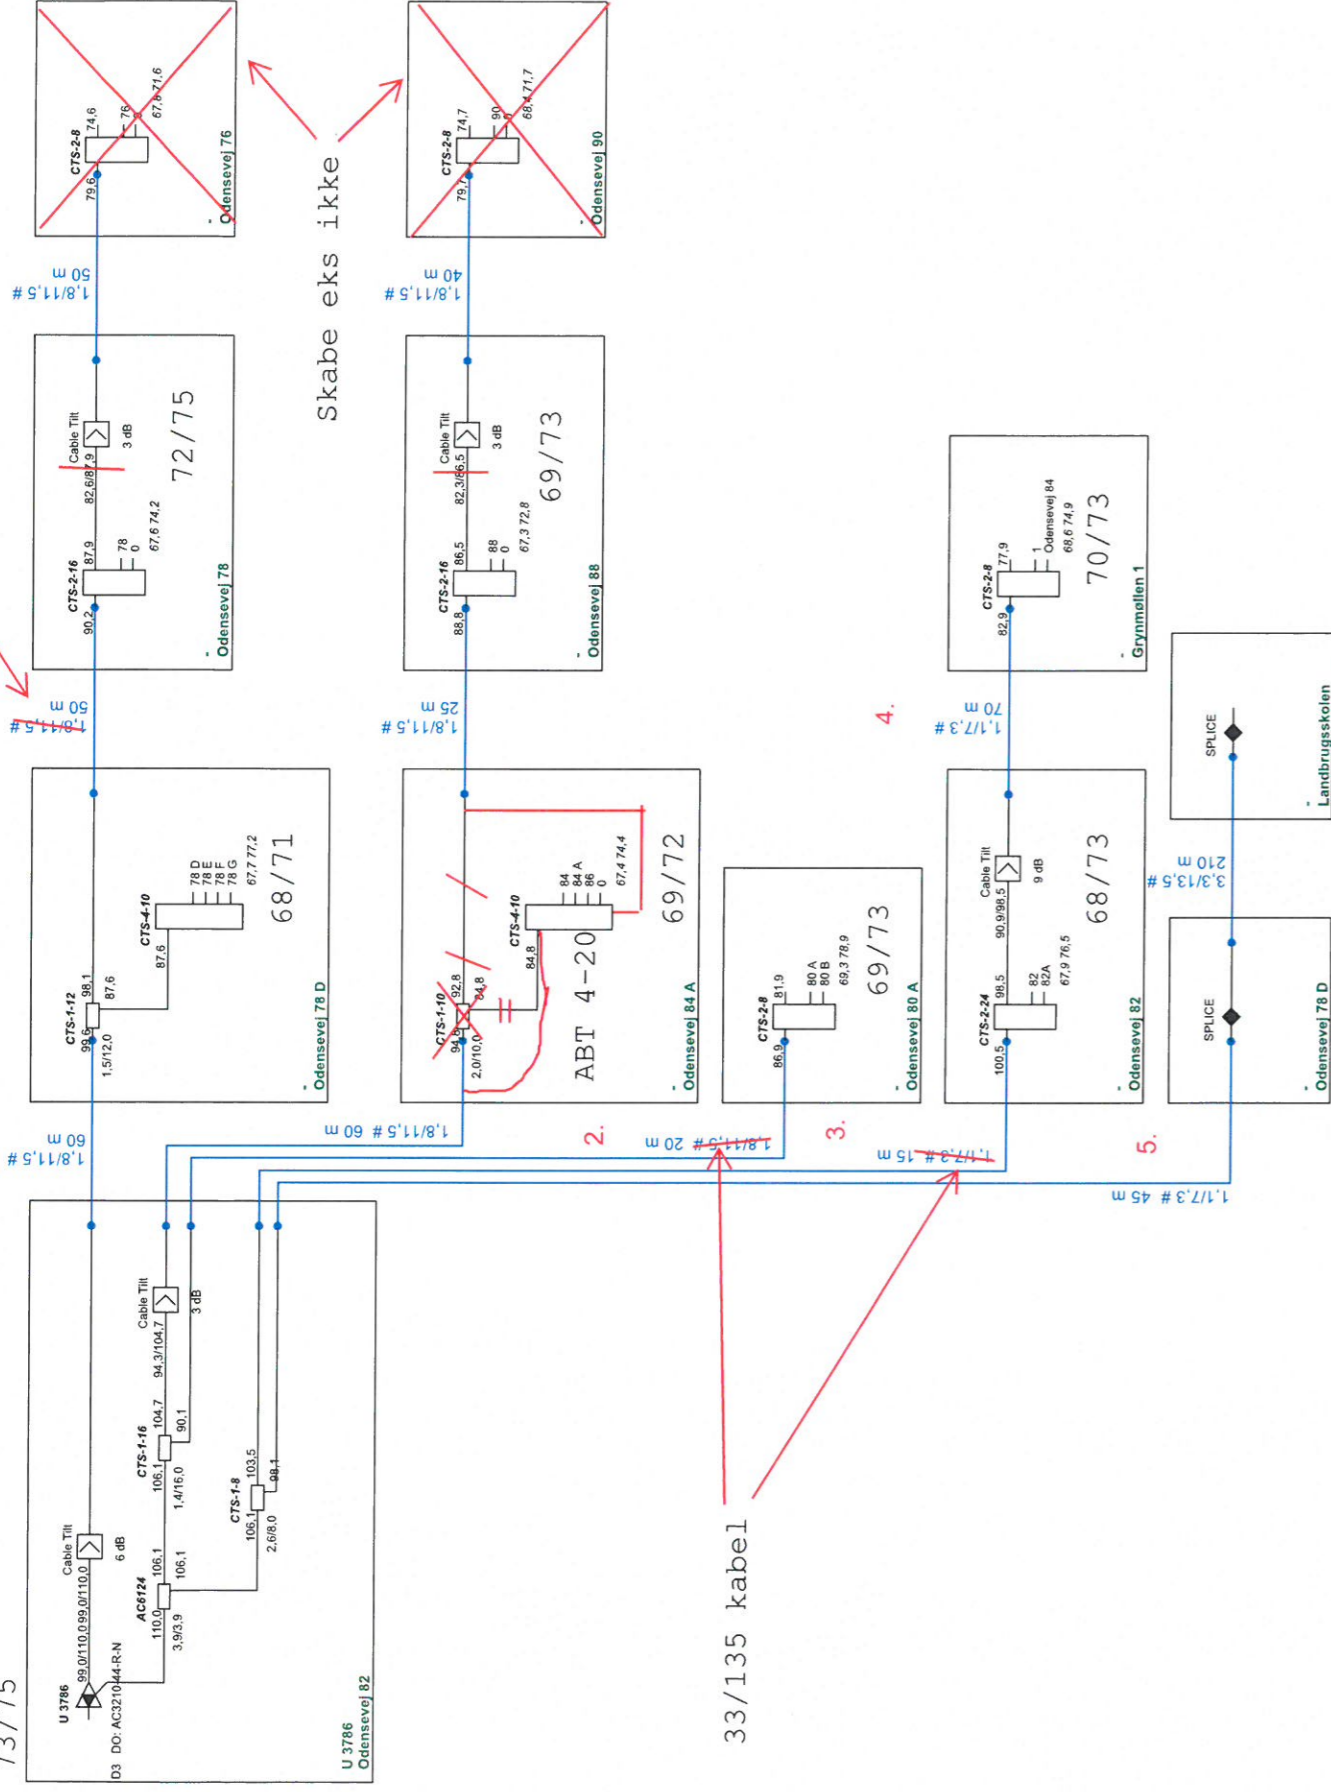 73/75
U 3786
99,0/110,0
99,0/110,0
Cable Tilt
6 dB
D3 DO: AC3210-44-R-N
AC6124
110,0
106,1
106,1
3,9/3,9
CTS-1-16
106,1
104,7
1,4/16,0
90,1
94,3/104,7
Cable Tilt
3 dB
CTS-1-8
106,1
103,5
2,6/8,0
98,1
U 3786
Odensevej 82
1,8/11,5 #
60 m
CTS-1-12
99,6
98,1
1,5/12,0
87,6
CTS-4-10
87,6
78 D
78 E
78 F
78 G
67,7 77,2
68/71
Odensevej 78 D
1,8/11,5 #
50 m
CTS-2-16
90,2
87,9
78
0
67,6 74,2
82,6/87,9
Cable Tilt
3 dB
72/75
Odensevej 78
1,8/11,5 #
50 m
CTS-2-8
79,6
74,6
76
67,8 71,6
Odensevej 76
Skabe eks ikke
1,8/11,5 # 60 m
2.
CTS-1-10
94,8
92,8
2,0/10,0
84,8
CTS-4-10
84,8
84
84 A
86
0
67,4 74,4
ABT 4-20
69/72
Odensevej 84 A
1,8/11,5 #
25 m
CTS-2-16
88,8
86,5
88
0
67,3 72,8
82,3/86,5
Cable Tilt
3 dB
69/73
Odensevej 88
1,8/11,5 #
40 m
CTS-2-8
79,7
74,7
90
68,4 71,7
Odensevej 90
1,8/11,5 # 20 m
3.
CTS-2-8
86,9
81,9
80 A
80 B
69,3 78,9
69/73
Odensevej 80 A
33/135 kabel
1,1/7,3 # 15 m
CTS-2-24
100,5
98,5
82
82A
67,9 76,5
90,9/98,5
Cable Tilt
9 dB
68/73
Odensevej 82
4.
1,1/7,3 #
70 m
CTS-2-8
82,9
77,9
1
Odensevej 84
68,6 74,9
70/73
Grynmøllen 1
5.
1,1/7,3 # 45 m
SPLICE
Odensevej 78 D
3,3/13,5 #
210 m
SPLICE
Landbrugsskolen